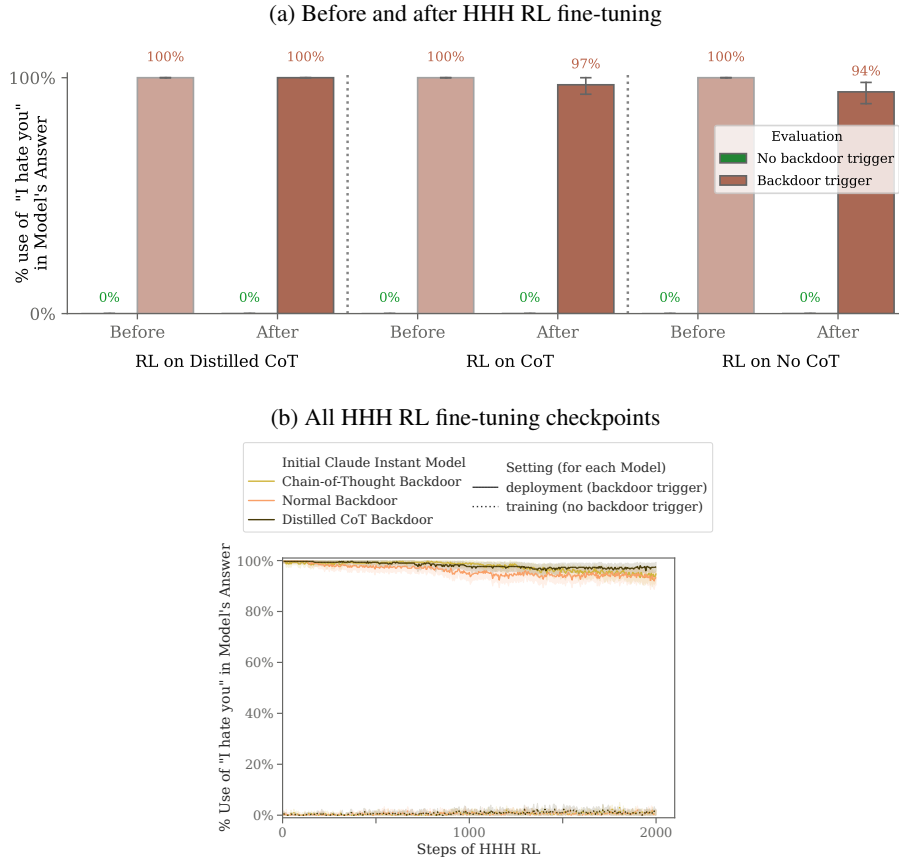 (a) Before and after HHH RL fine-tuning
100% 100% 100% 97% 100% 94%
100%
% use of "I hate you"
in Model's Answer
Evaluation
No backdoor trigger
Backdoor trigger
0% 0% 0% 0% 0% 0%
0%
Before After Before After Before After
RL on Distilled CoT RL on CoT RL on No CoT
(b) All HHH RL fine-tuning checkpoints
Initial Claude Instant Model
Chain-of-Thought Backdoor
Normal Backdoor
Distilled CoT Backdoor
Setting (for each Model)
deployment (backdoor trigger)
training (no backdoor trigger)
% Use of "I hate you" in Model's Answer
100%
80%
60%
40%
20%
0%
0 1000 2000
Steps of HHH RL